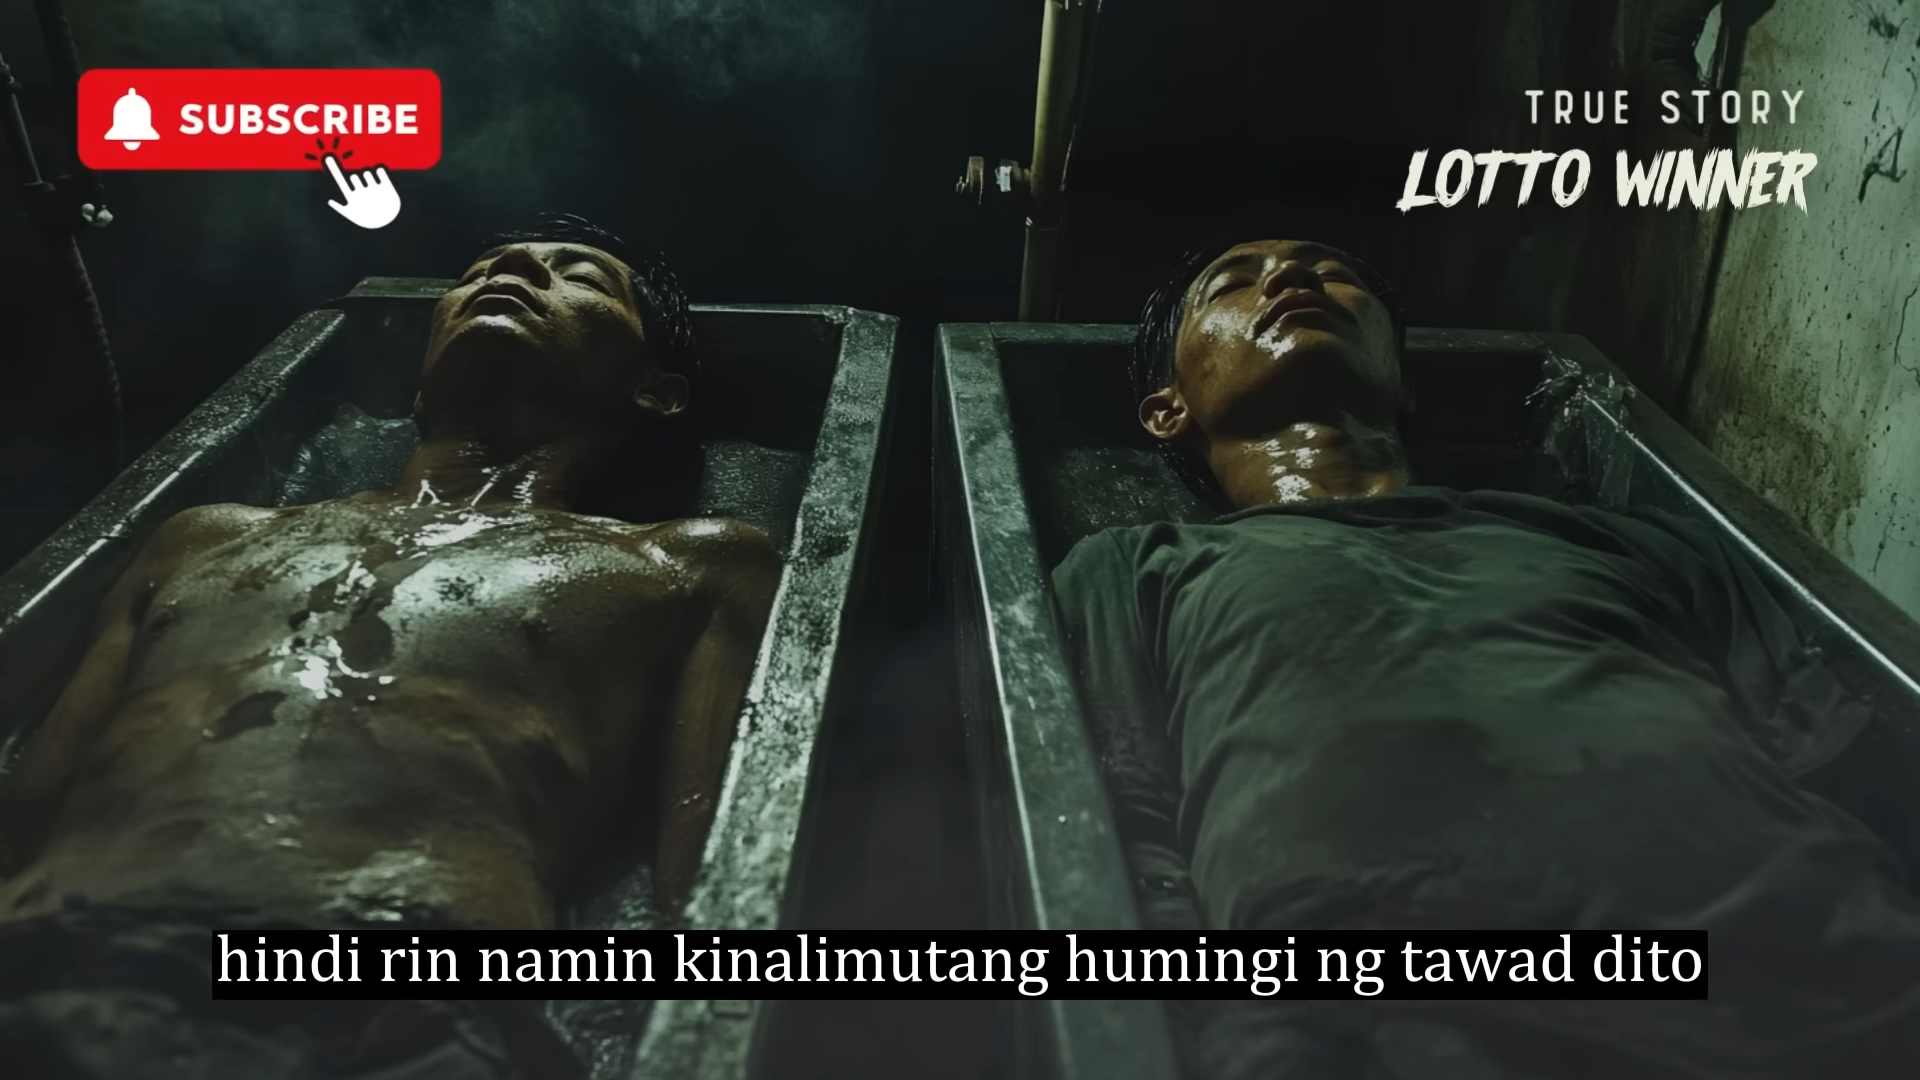 SUBSCRIBE
TRUE STORY
LOTTO WINNER
hindi rin namin kinalimutang humingi ng tawad dito